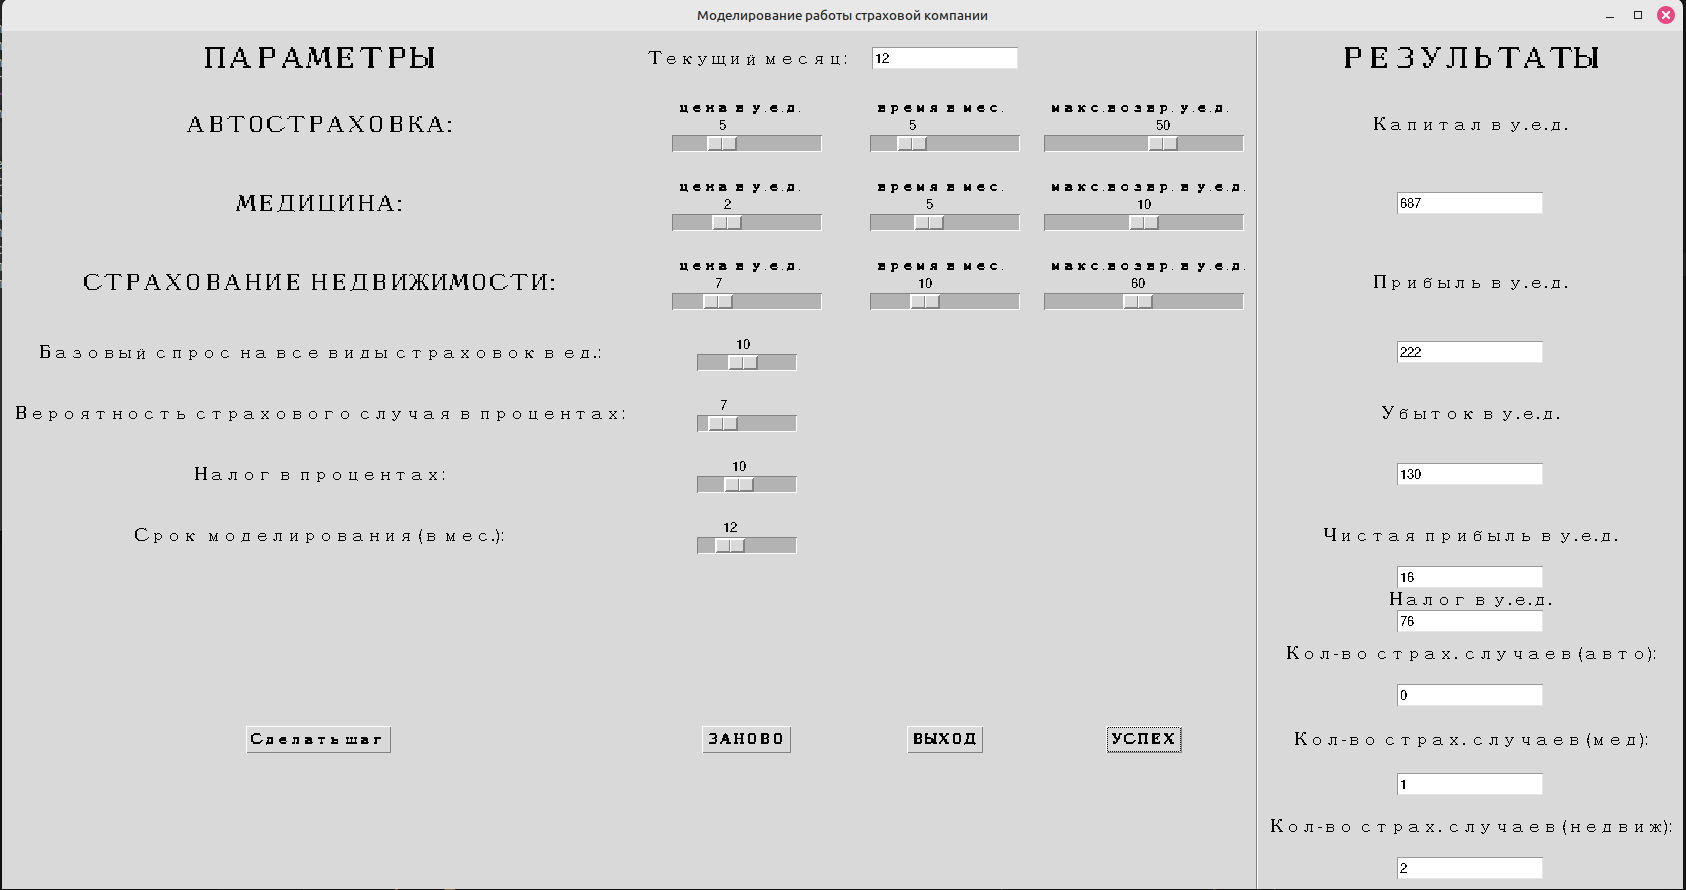 Моделирование работы страховой компании
ПАРАМЕТРЫ
Текущий месяц:
12
РЕЗУЛЬТАТЫ
цена в у.е.д.
время в мес.
макс.возвр. у.е.д.
АВТОСТРАХОВКА:
5
5
50
Капитал в у.е.д.
цена в у.е.д.
время в мес.
макс.возвр. в у.е.д.
МЕДИЦИНА:
2
5
10
687
цена в у.е.д.
время в мес.
макс.возвр. в у.е.д.
СТРАХОВАНИЕ НЕДВИЖИМОСТИ:
7
10
60
Прибыль в у.е.д.
Базовый спрос на все виды страховок в ед.:
10
222
Вероятность страхового случая в процентах:
7
Убыток в у.е.д.
Налог в процентах:
10
130
Срок моделирования (в мес.):
12
Чистая прибыль в у.е.д.
16
Налог в у.е.д.
76
Кол-во страх. случаев (авто):
0
Сделать шаг
ЗАНОВО
ВЫХОД
УСПЕХ
Кол-во страх. случаев (мед):
1
Кол-во страх. случаев (недвиж):
2